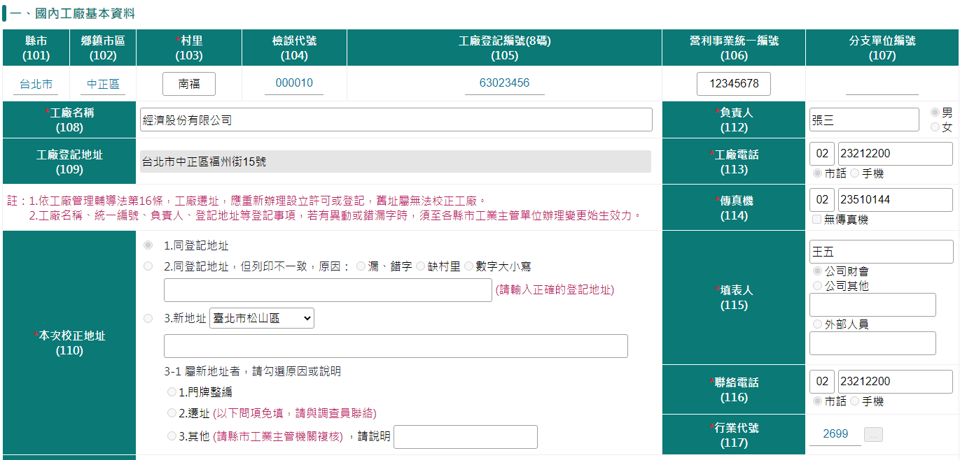 一、國內工廠基本資料
縣市 鄉鎮市區 *村里 檢誤代號 工廠登記編號(8碼) 營利事業統一編號 分支單位編號
(101) (102) (103) (104) (105) (106) (107)
台北市 中正區 南福 000010 63023456 12345678
*工廠名稱
(108)
經濟股份有限公司
*負責人
(112)
張三
男
女
工廠登記地址
(109)
台北市中正區福州街15號
*工廠電話
(113)
02 23212200
市話 手機
註：1.依工廠管理輔導法第16條，工廠遷址，應重新辦理設立許可或登記，舊址屬無法校正工廠。
2.工廠名稱、統一編號、負責人、登記地址等登記事項，若有異動或錯漏字時，須至各縣市工業主管單位辦理變更始生效力。
*傳真機
(114)
02 23510144
無傳真機
*本次校正地址
(110)
1.同登記地址
2.同登記地址，但列印不一致，原因： 漏、錯字 缺村里 數字大小寫
(請輸入正確的登記地址)
3.新地址 臺北市松山區
3-1 屬新地址者，請勾選原因或說明
1.門牌整編
2.遷址 (以下問項免填，請與調查員聯絡)
3.其他 (請縣市工業主管機關複核) ，請說明
*填表人
(115)
王五
公司財會
公司其他
外部人員
*聯絡電話
(116)
02 23212200
市話 手機
*行業代號
(117)
2699 ...